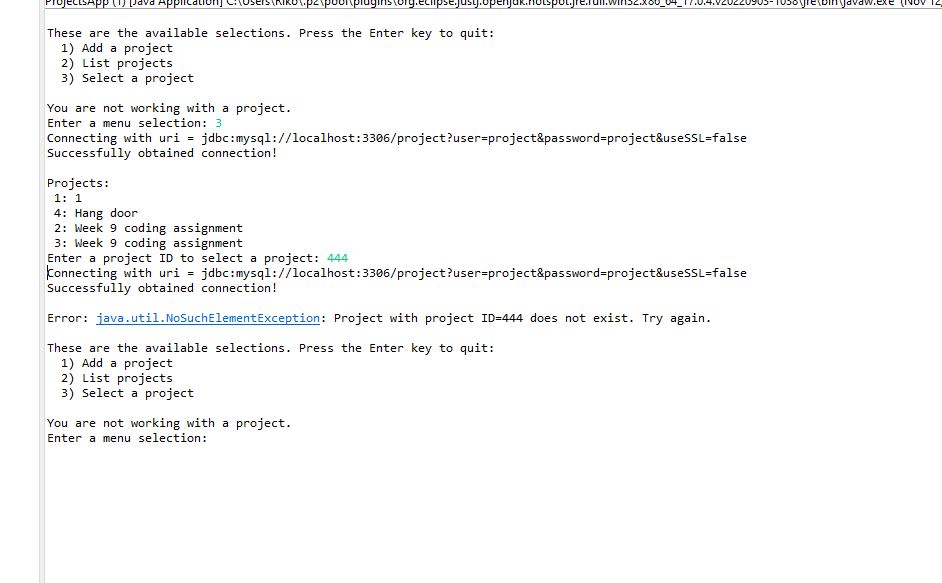 ProjectsApp (1) [Java Application] C:\Users\Kiko\.p2\pool\plugins\org.eclipse.justj.openjdk.hotspot.jre.full.win32.x86_64_17.0.4.v20220903-1038\jre\bin\javaw.exe (Nov 12,
These are the available selections. Press the Enter key to quit:
1) Add a project
2) List projects
3) Select a project
You are not working with a project.
Enter a menu selection: 3
Connecting with uri = jdbc:mysql://localhost:3306/project?user=project&password=project&useSSL=false
Successfully obtained connection!
Projects:
1: 1
4: Hang door
2: Week 9 coding assignment
3: Week 9 coding assignment
Enter a project ID to select a project: 444
Connecting with uri = jdbc:mysql://localhost:3306/project?user=project&password=project&useSSL=false
Successfully obtained connection!
Error: java.util.NoSuchElementException: Project with project ID=444 does not exist. Try again.
These are the available selections. Press the Enter key to quit:
1) Add a project
2) List projects
3) Select a project
You are not working with a project.
Enter a menu selection: